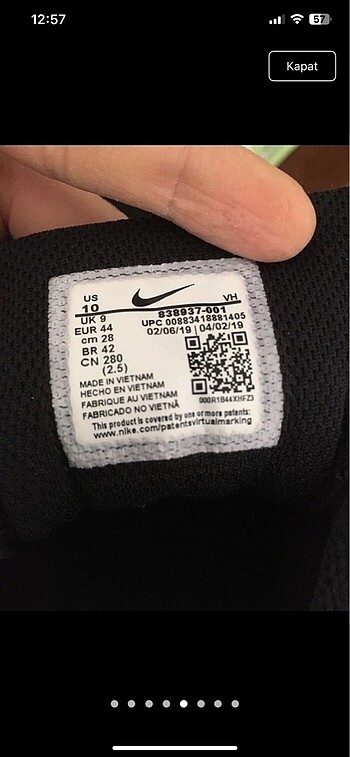 12:57
57
Kapat
US
10
VH
838937-001
UK 9
UPC 00883418881405
EUR 44
02/06/19 | 04/02/19
cm 28
BR 42
CN 280
(2.5)
MADE IN VIETNAM
HECHO EN VIETNAM
FABRIQUE AU VIETNAM
FABRICADO NO VIETNÃ
000R1B44XHFZ3
This product is covered by one or more patents:
www.nike.com/patentsvirtualmarking